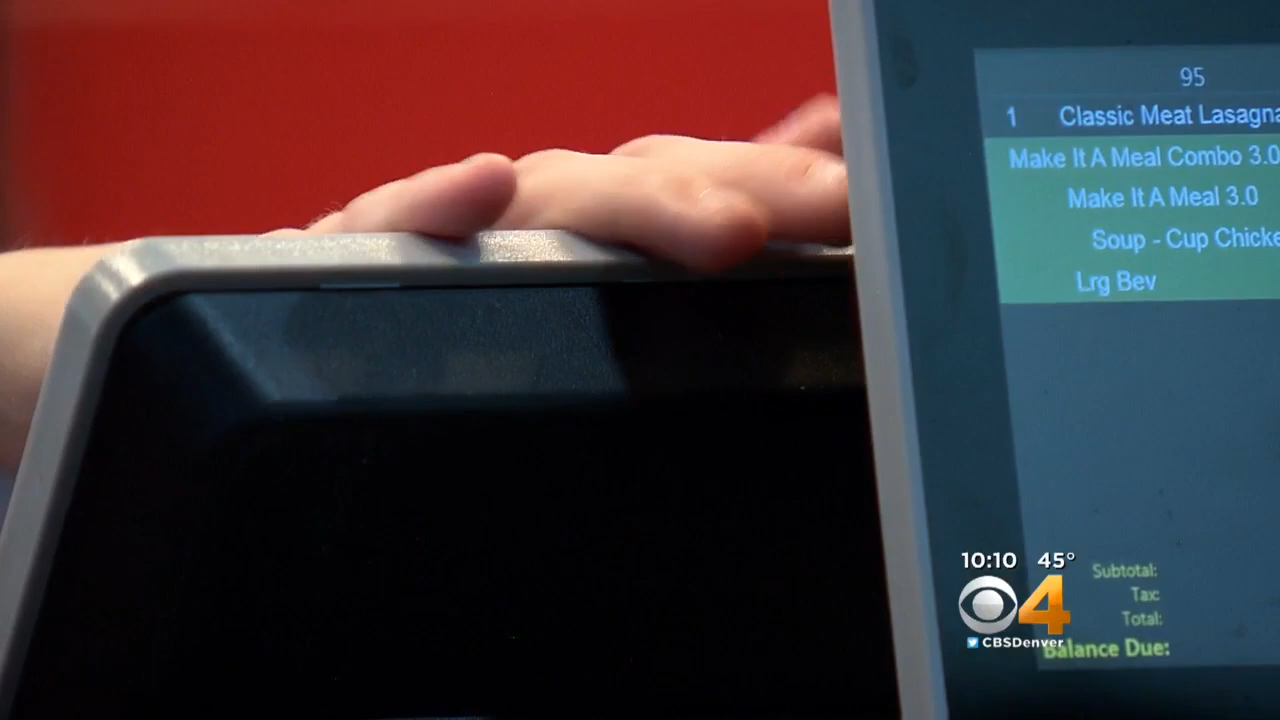 95
1 Classic Meat Lasagna
Make It A Meal Combo 3.0
Make It A Meal 3.0
Soup - Cup Chicke
Lrg Bev
10:10 45°
4
CBSDenver
Subtotal:
Tax:
Total:
Balance Due: